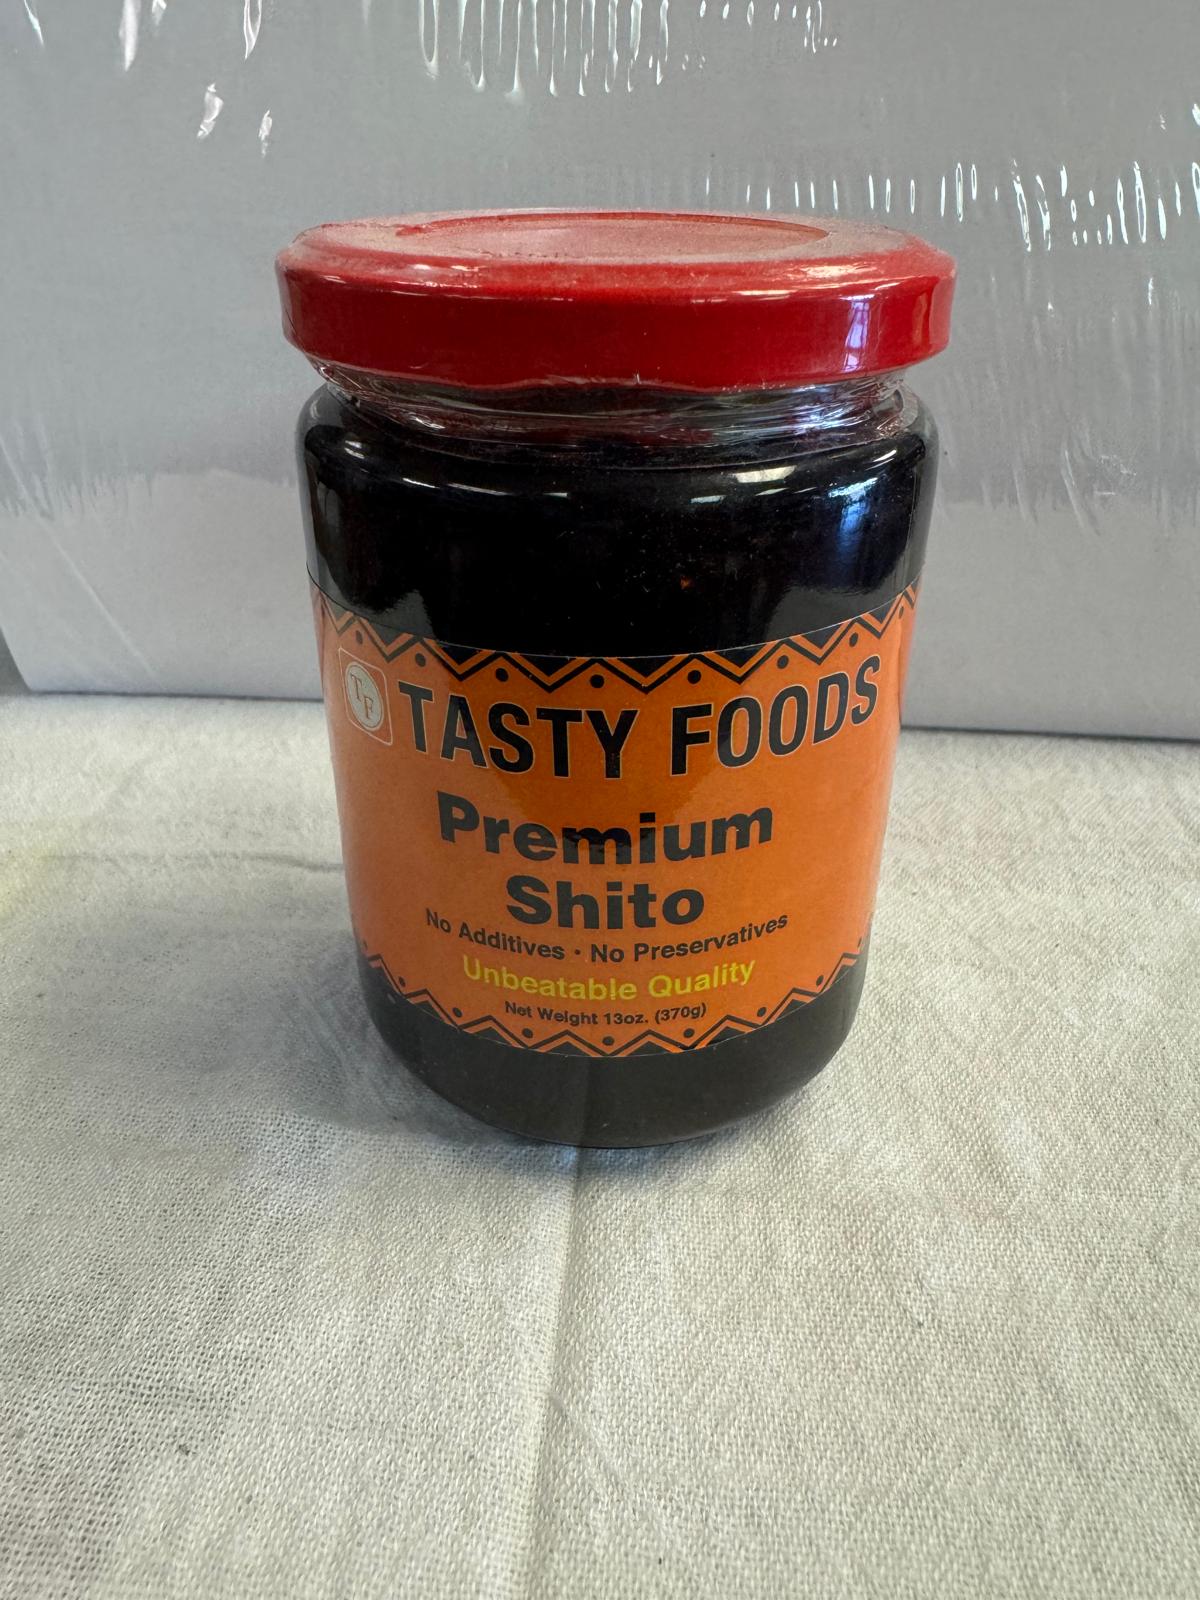 TF
TASTY FOODS
Premium
Shito
No Additives · No Preservatives
Unbeatable Quality
Net Weight 13oz. (370g)